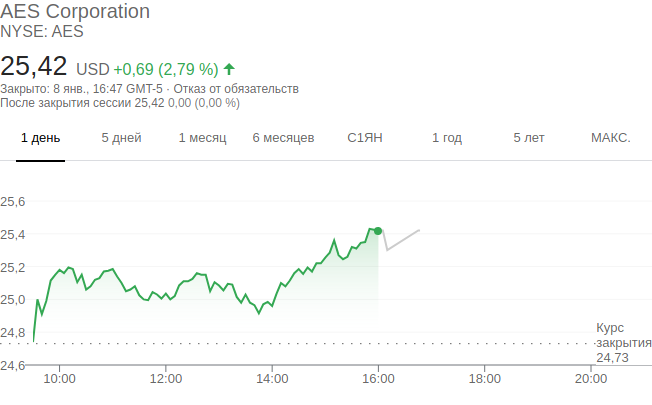 AES Corporation
NYSE: AES
25,42 USD +0,69 (2,79 %)
Закрыто: 8 янв., 16:47 GMT-5 · Отказ от обязательств
После закрытия сессии 25,42 0,00 (0,00 %)
1 день 5 дней 1 месяц 6 месяцев С1ЯН 1 год 5 лет МАКС.
25,6
25,4
25,2
25,0
24,8
Курс
закрытия
24,73
24,6
10:00 12:00 14:00 16:00 18:00 20:00